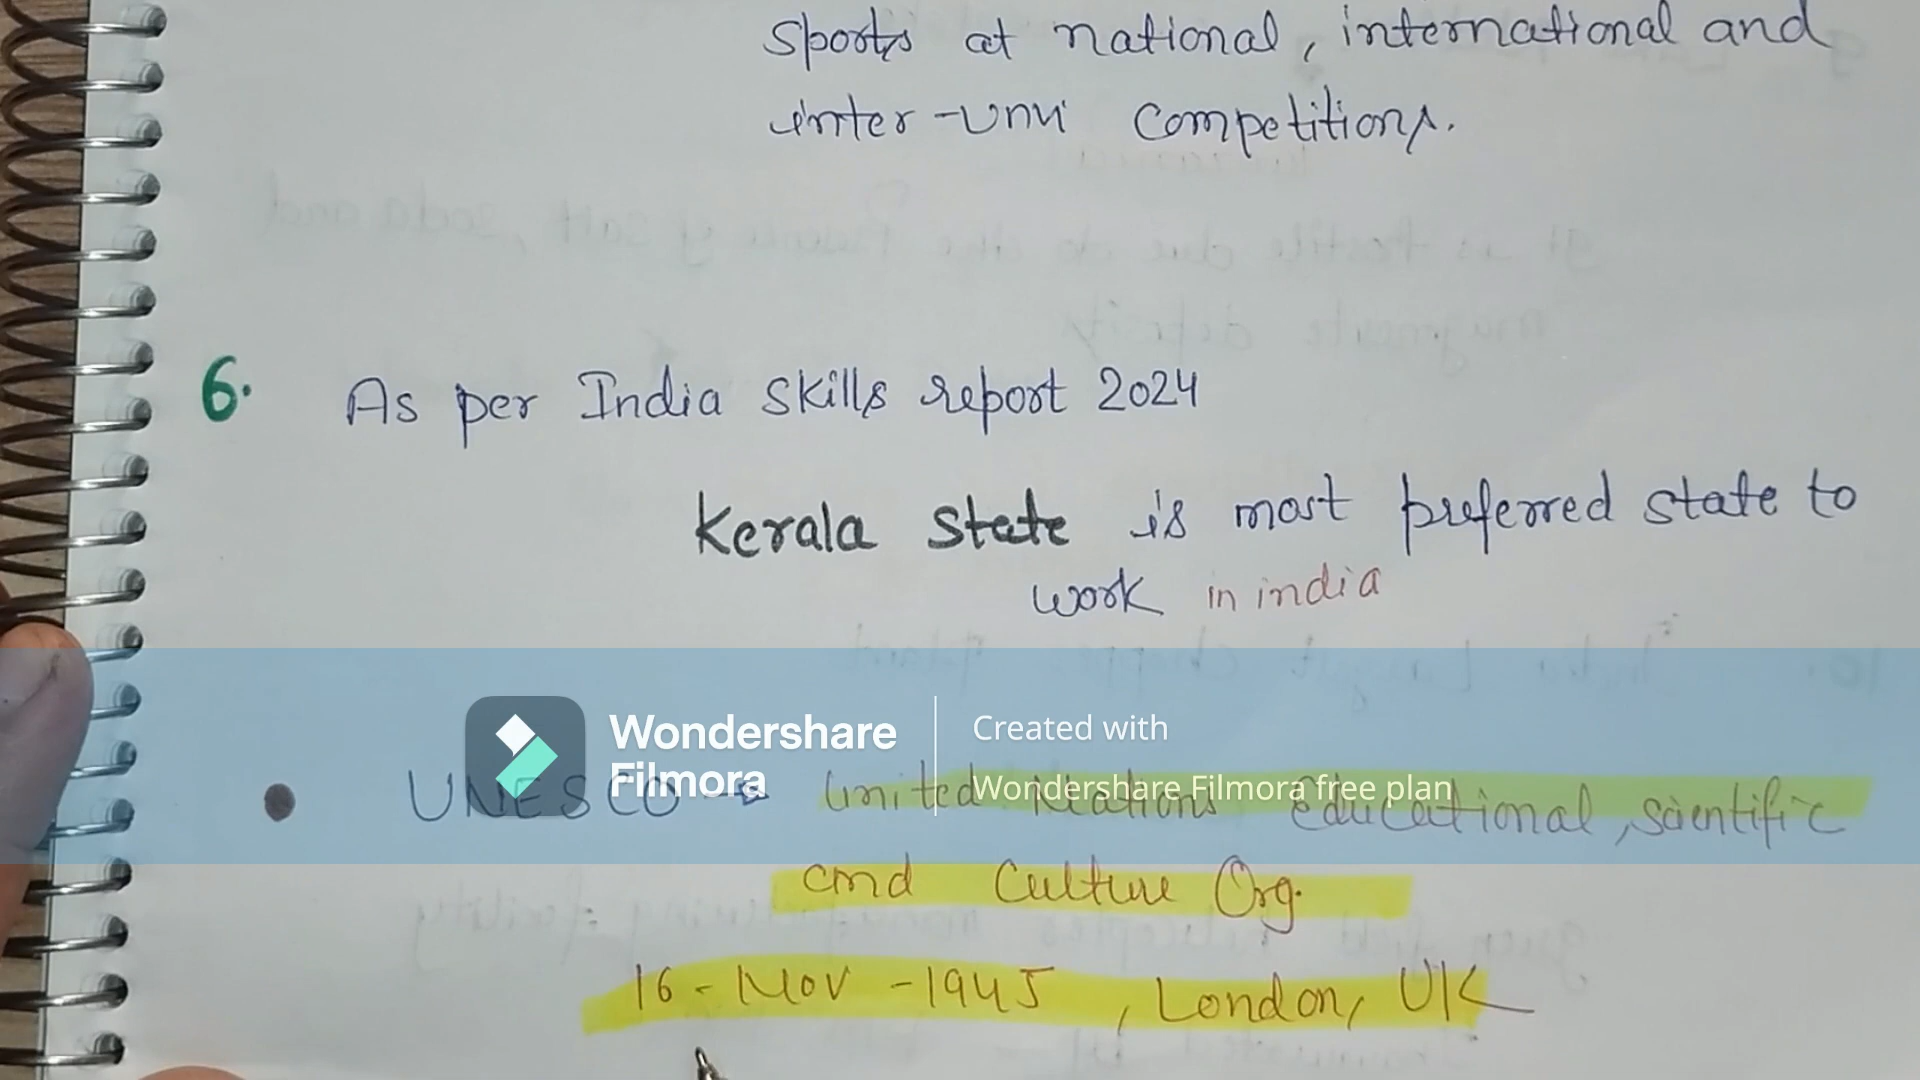 sports at national, international and
inter-uni competitions.
6. As per India skills report 2024
Kerala State is most preferred state to
work in india
Wondershare Filmora
Created with
Wondershare Filmora free plan
UNESCO → United Nations Educational, scientific
and Culture Org.
16-Nov-1945, London, UK